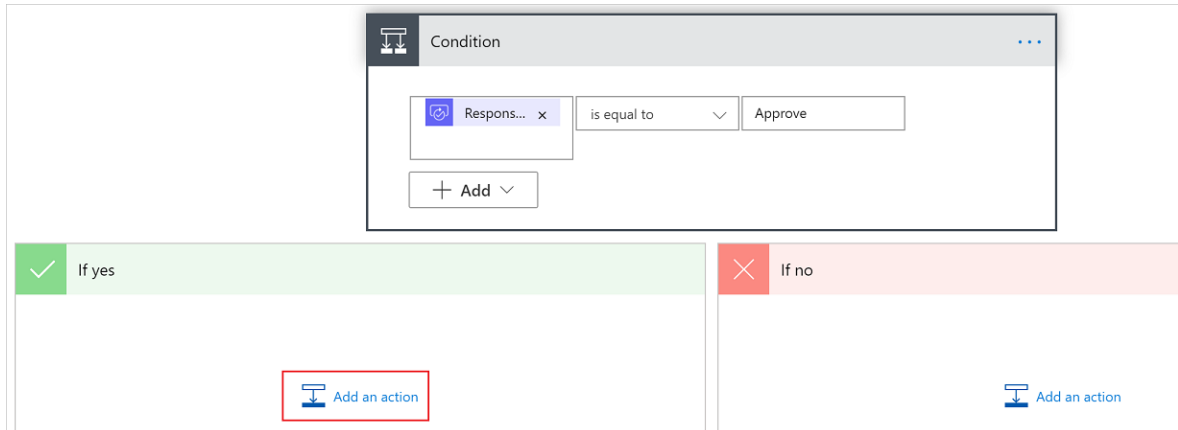 Condition
Respons... x
is equal to
Approve
Add
If yes
If no
Add an action
Add an action